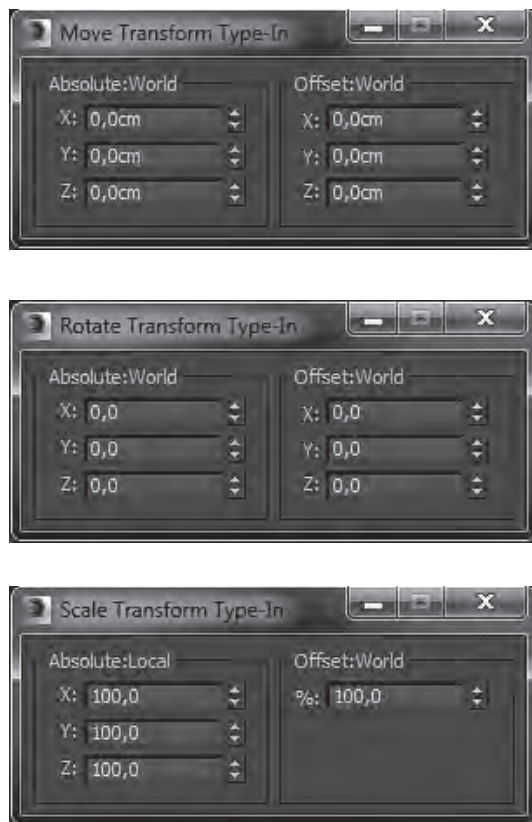 Move Transform Type-In
Absolute:World Offset:World
X: 0,0cm X: 0,0cm
Y: 0,0cm Y: 0,0cm
Z: 0,0cm Z: 0,0cm
Rotate Transform Type-In
Absolute:World Offset:World
X: 0,0 X: 0,0
Y: 0,0 Y: 0,0
Z: 0,0 Z: 0,0
Scale Transform Type-In
Absolute:Local Offset:World
X: 100,0 %: 100,0
Y: 100,0
Z: 100,0